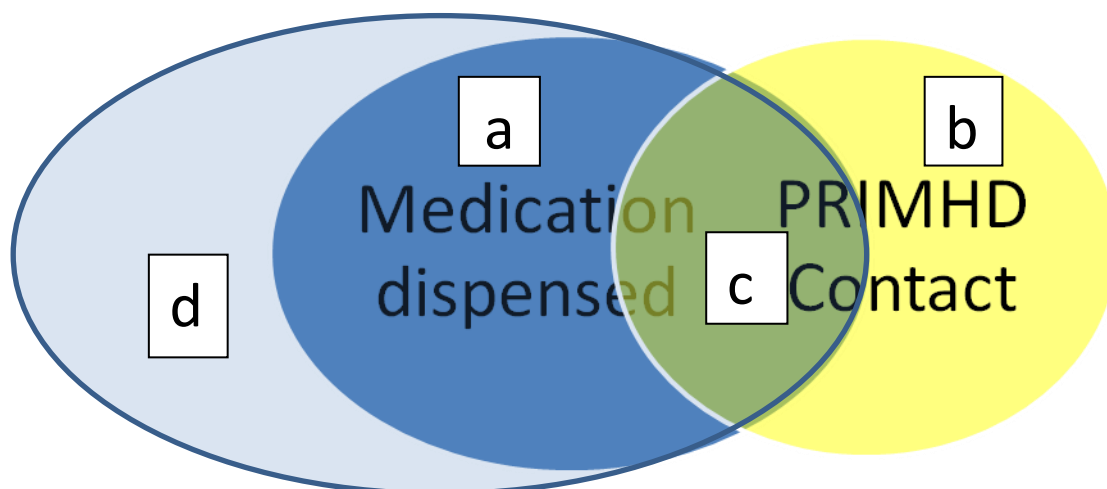 a
b
Medication
dispensed
PRIMHD
Contact
c
d